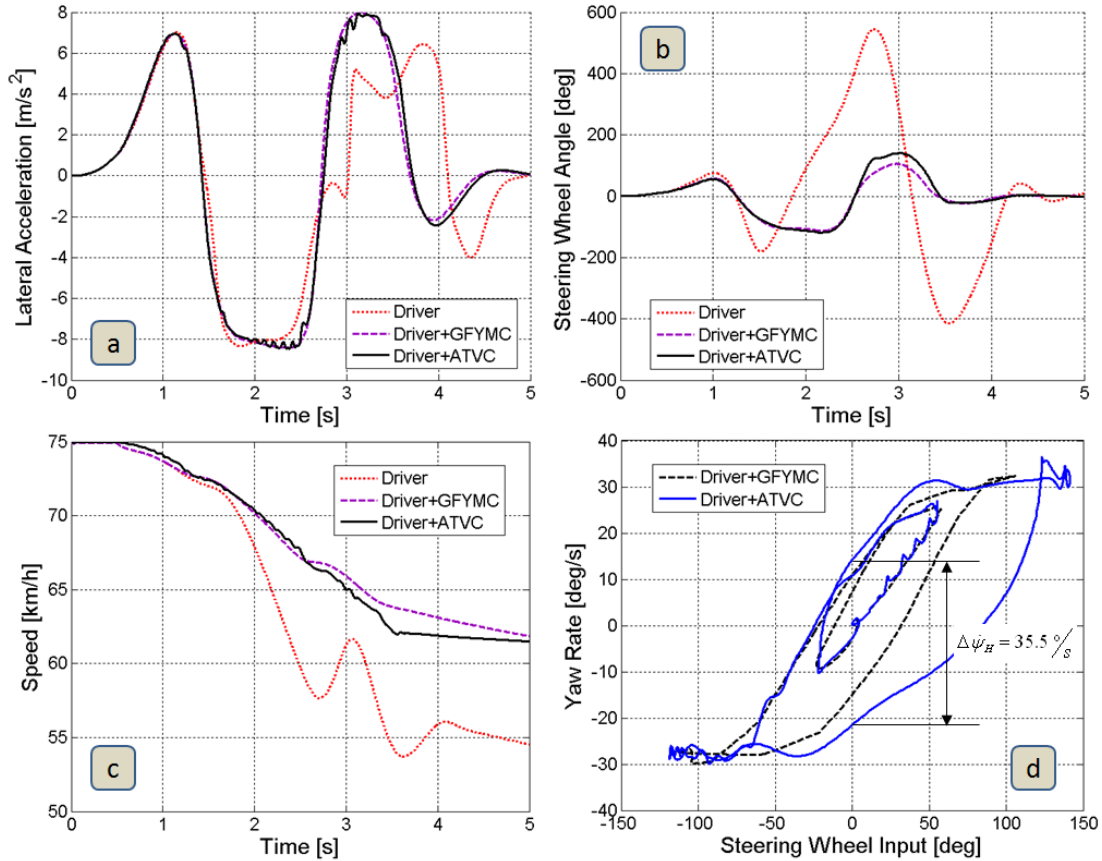 8
6
4
2
0
-2
-4
-6
-8
-10
Lateral Acceleration [m/s²]
a
Driver
Driver+GFYMC
Driver+ATVC
0 1 2 3 4 5
Time [s]
600
400
200
0
-200
-400
-600
Steering Wheel Angle [deg]
b
Driver
Driver+GFYMC
Driver+ATVC
0 1 2 3 4 5
Time [s]
75
70
65
60
55
50
Speed [km/h]
Driver
Driver+GFYMC
Driver+ATVC
c
0 1 2 3 4 5
Time [s]
40
30
20
10
0
-10
-20
-30
-40
Yaw Rate [deg/s]
Driver+GFYMC
Driver+ATVC
Δψ̇_H = 35.5 °/s
d
-150 -100 -50 0 50 100 150
Steering Wheel Input [deg]